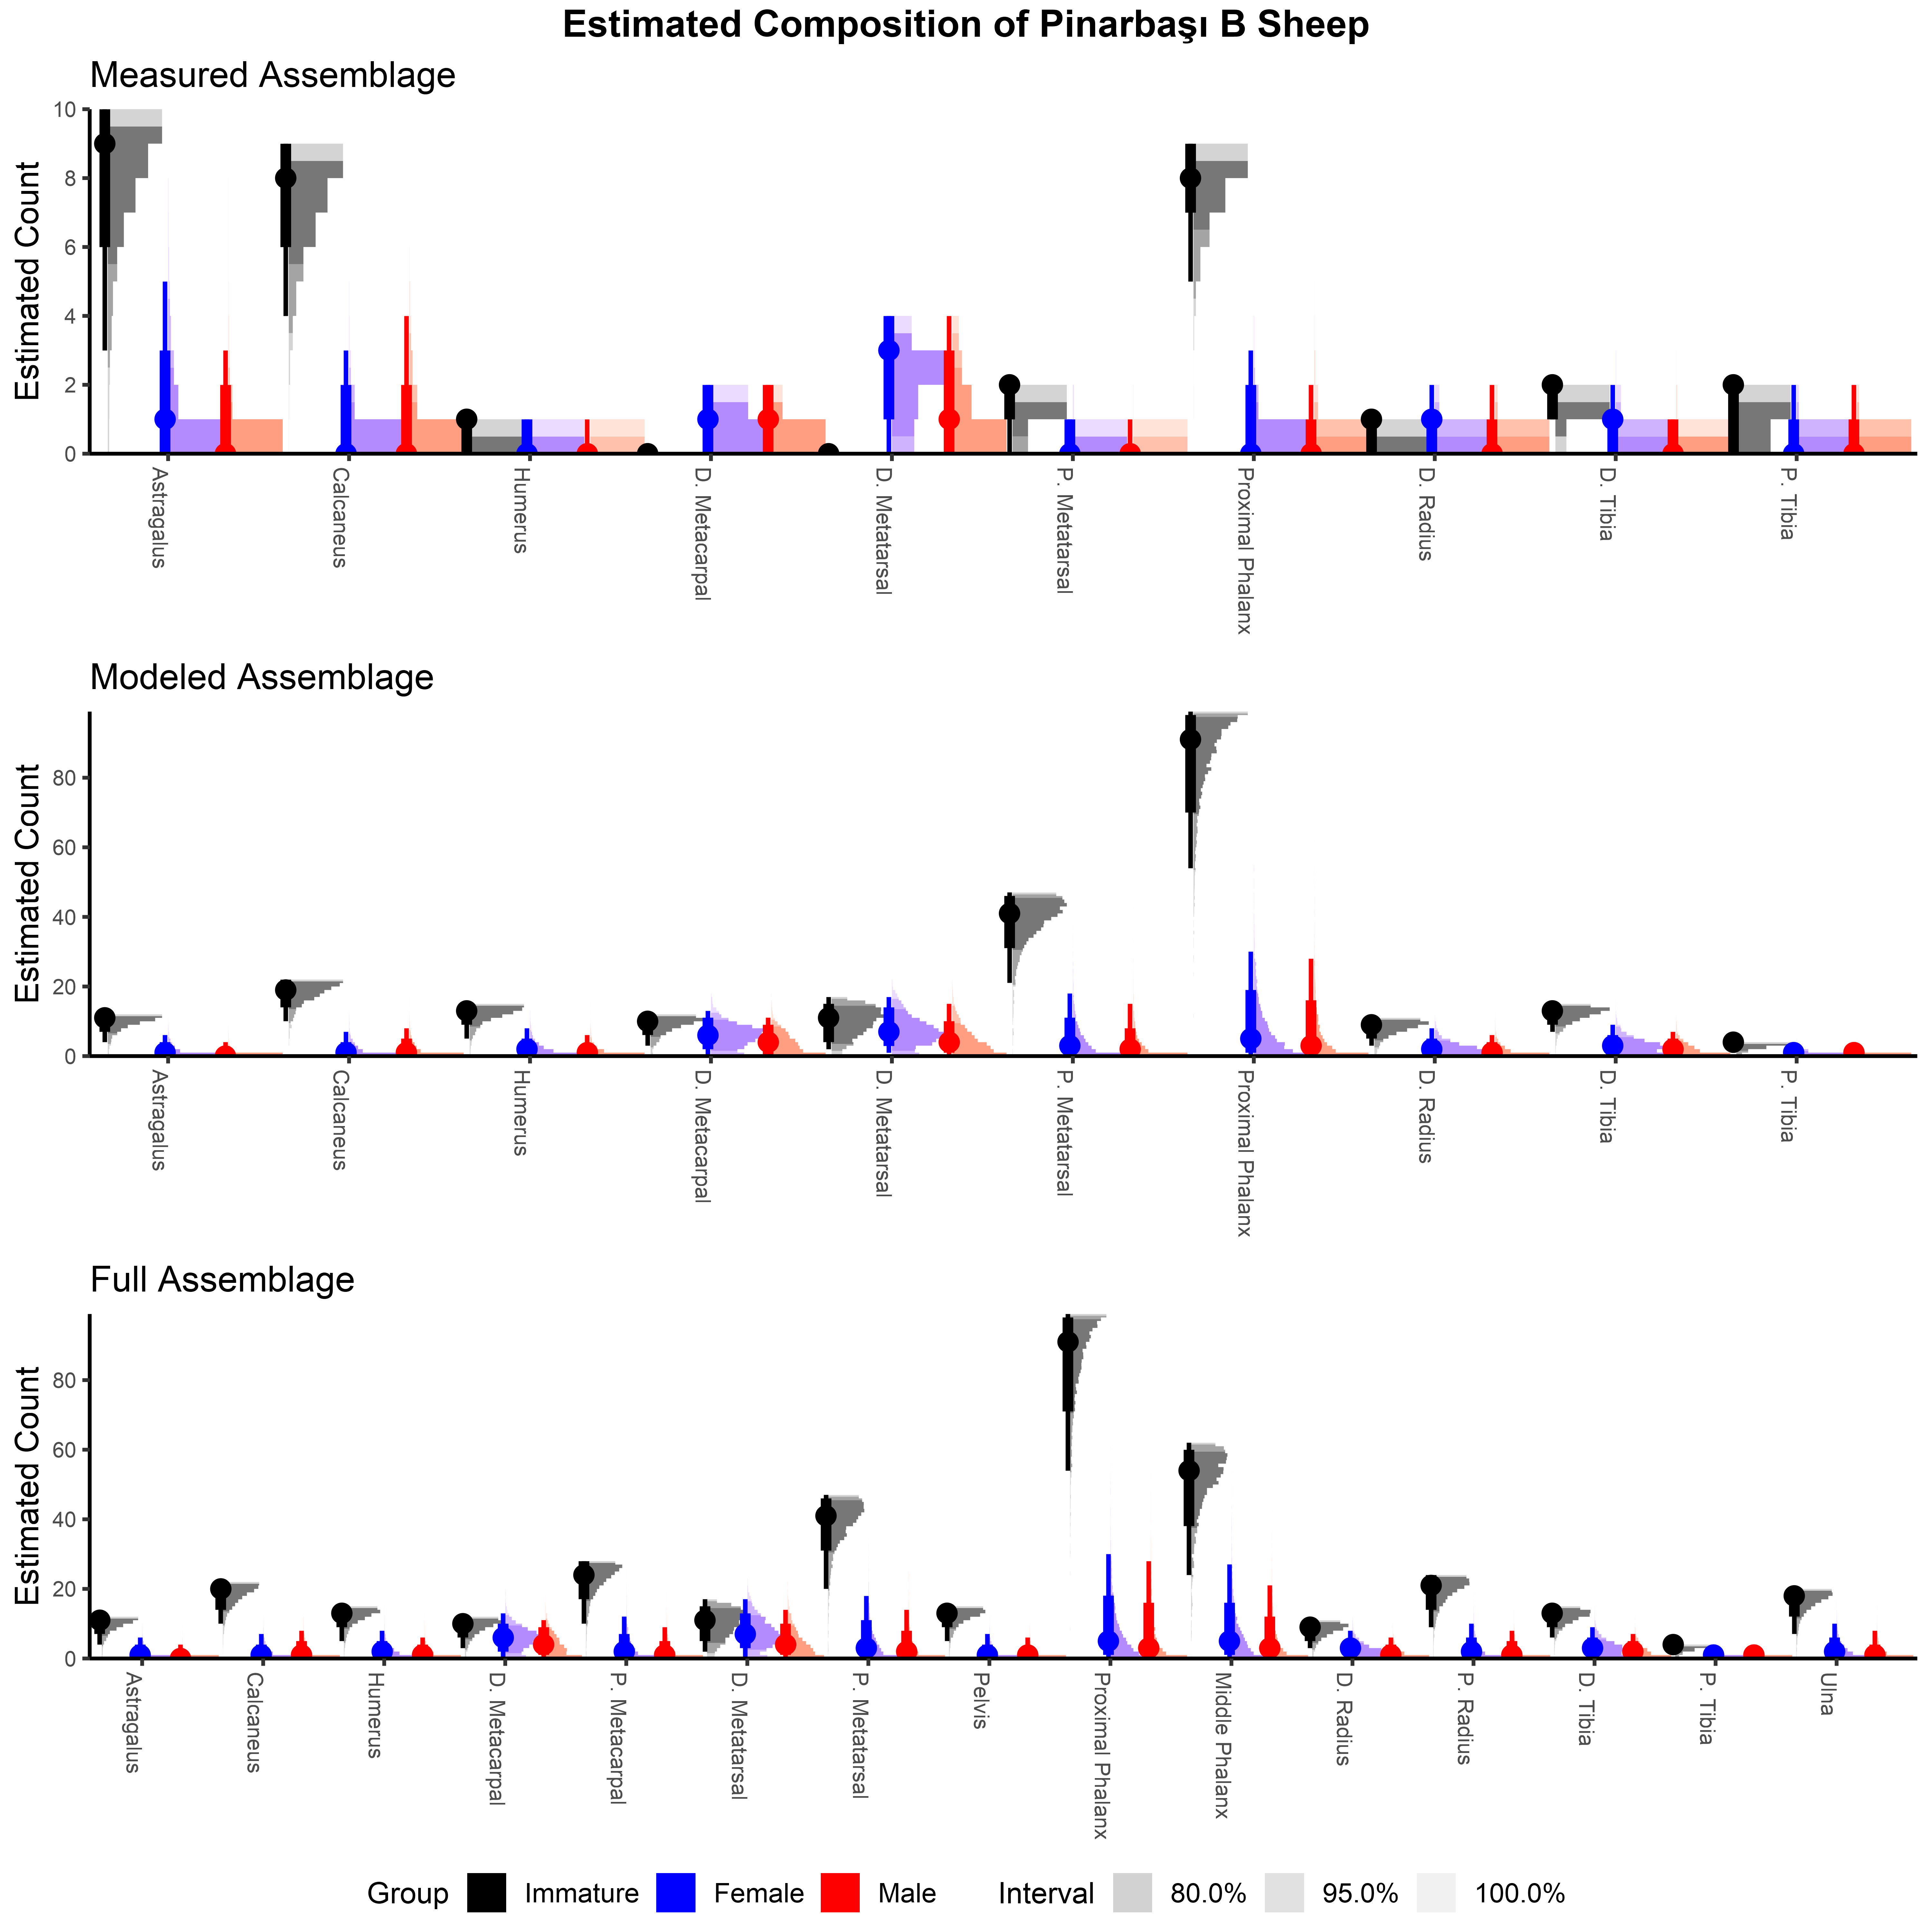 Estimated Composition of Pinarbaşı B Sheep
Measured Assemblage
Estimated Count
10
8
6
4
2
0
Astragalus
Calcaneus
Humerus
D. Metacarpal
D. Metatarsal
P. Metatarsal
Proximal Phalanx
D. Radius
D. Tibia
P. Tibia
Modeled Assemblage
Estimated Count
80
60
40
20
0
Astragalus
Calcaneus
Humerus
D. Metacarpal
D. Metatarsal
P. Metatarsal
Proximal Phalanx
D. Radius
D. Tibia
P. Tibia
Full Assemblage
Estimated Count
80
60
40
20
0
Astragalus
Calcaneus
Humerus
D. Metacarpal
P. Metacarpal
D. Metatarsal
P. Metatarsal
Pelvis
Proximal Phalanx
Middle Phalanx
D. Radius
P. Radius
D. Tibia
P. Tibia
Ulna
Group Immature Female Male Interval 80.0% 95.0% 100.0%